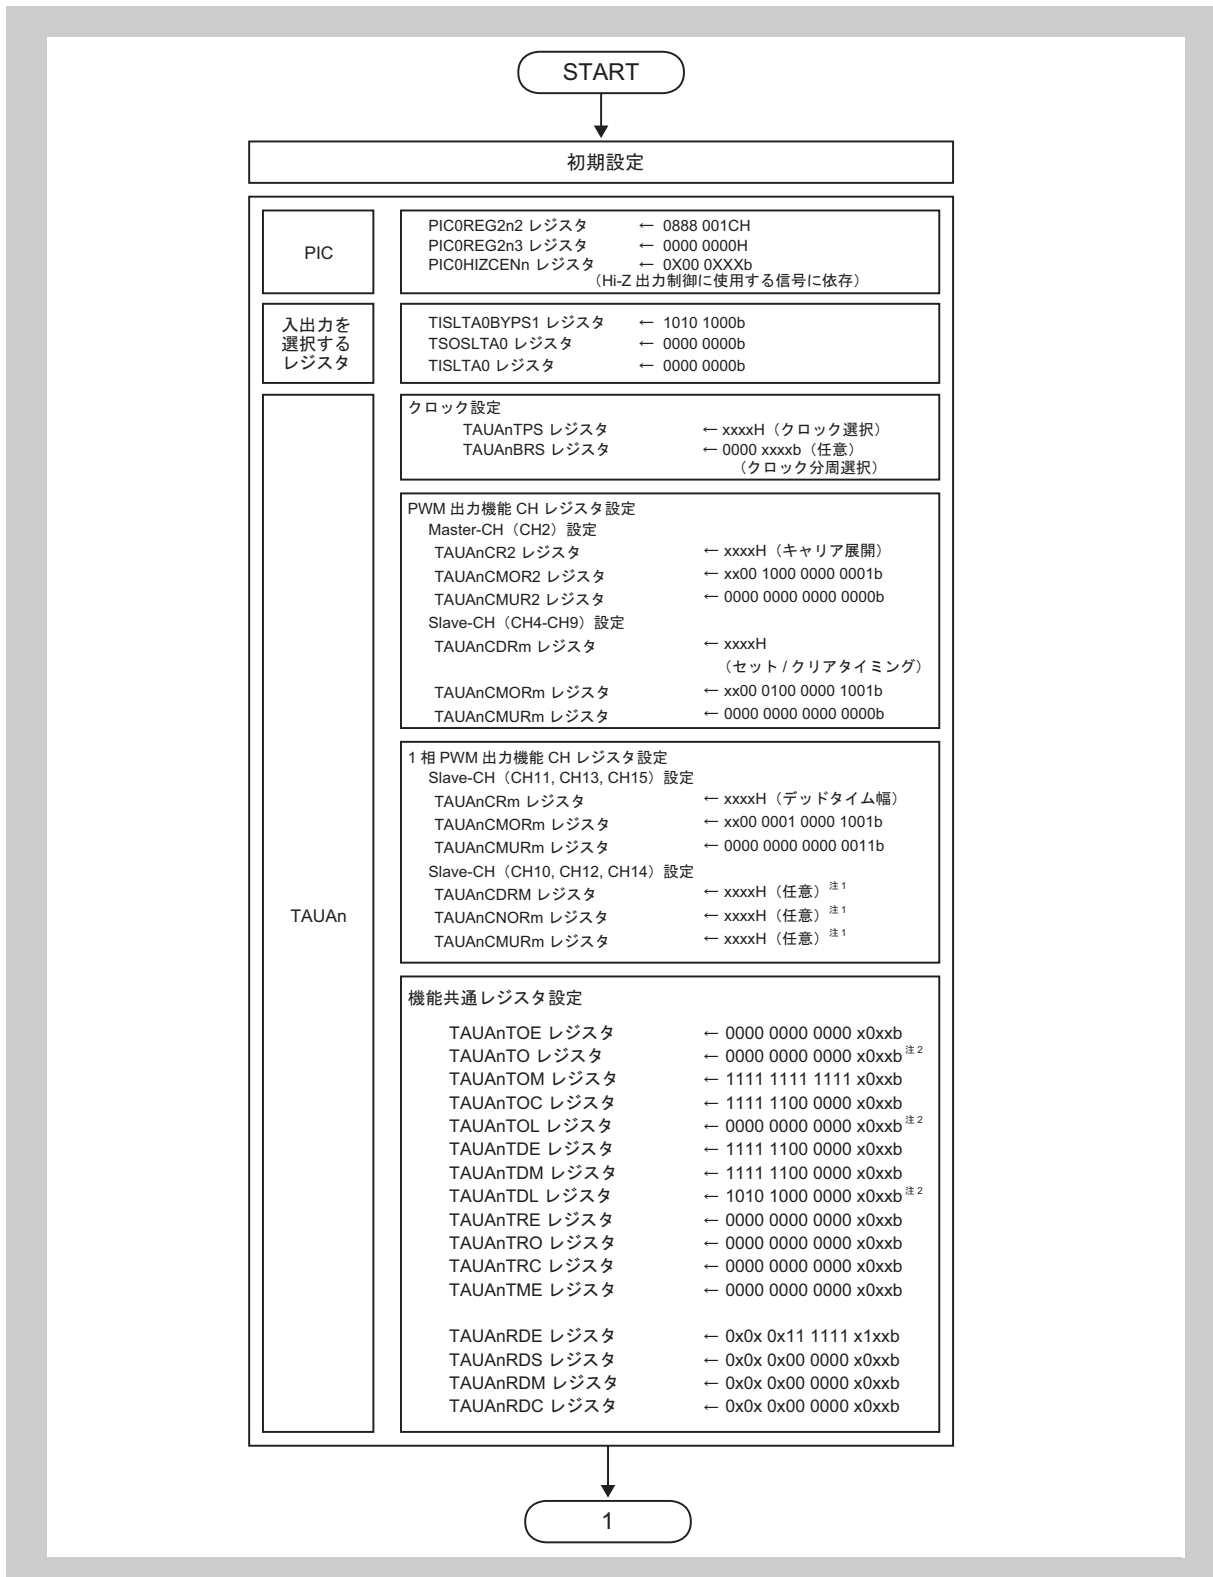 START
初期設定
PIC
PIC0REG2n2 レジスタ ← 0888 001CH
PIC0REG2n3 レジスタ ← 0000 0000H
PIC0HIZCENn レジスタ ← 0X00 0XXXb
（Hi-Z 出力制御に使用する信号に依存）
入出力を
選択する
レジスタ
TISLTA0BYPS1 レジスタ ← 1010 1000b
TSOSLTA0 レジスタ ← 0000 0000b
TISLTA0 レジスタ ← 0000 0000b
TAUAn
クロック設定
TAUAnTPS レジスタ ← xxxxH（クロック選択）
TAUAnBRS レジスタ ← 0000 xxxxb（任意）
（クロック分周選択）
PWM 出力機能 CH レジスタ設定
Master-CH（CH2）設定
TAUAnCR2 レジスタ ← xxxxH（キャリア展開）
TAUAnCMOR2 レジスタ ← xx00 1000 0000 0001b
TAUAnCMUR2 レジスタ ← 0000 0000 0000 0000b
Slave-CH（CH4-CH9）設定
TAUAnCDRm レジスタ ← xxxxH
（セット / クリアタイミング）
TAUAnCMORm レジスタ ← xx00 0100 0000 1001b
TAUAnCMURm レジスタ ← 0000 0000 0000 0000b
1 相 PWM 出力機能 CH レジスタ設定
Slave-CH（CH11, CH13, CH15）設定
TAUAnCRm レジスタ ← xxxxH（デッドタイム幅）
TAUAnCMORm レジスタ ← xx00 0001 0000 1001b
TAUAnCMURm レジスタ ← 0000 0000 0000 0011b
Slave-CH（CH10, CH12, CH14）設定
TAUAnCDRM レジスタ ← xxxxH（任意）注 1
TAUAnCNORm レジスタ ← xxxxH（任意）注 1
TAUAnCMURm レジスタ ← xxxxH（任意）注 1
機能共通レジスタ設定
TAUAnTOE レジスタ ← 0000 0000 0000 x0xxb
TAUAnTO レジスタ ← 0000 0000 0000 x0xxb 注 2
TAUAnTOM レジスタ ← 1111 1111 1111 x0xxb
TAUAnTOC レジスタ ← 1111 1100 0000 x0xxb
TAUAnTOL レジスタ ← 0000 0000 0000 x0xxb 注 2
TAUAnTDE レジスタ ← 1111 1100 0000 x0xxb
TAUAnTDM レジスタ ← 1111 1100 0000 x0xxb
TAUAnTDL レジスタ ← 1010 1000 0000 x0xxb 注 2
TAUAnTRE レジスタ ← 0000 0000 0000 x0xxb
TAUAnTRO レジスタ ← 0000 0000 0000 x0xxb
TAUAnTRC レジスタ ← 0000 0000 0000 x0xxb
TAUAnTME レジスタ ← 0000 0000 0000 x0xxb
TAUAnRDE レジスタ ← 0x0x 0x11 1111 x1xxb
TAUAnRDS レジスタ ← 0x0x 0x00 0000 x0xxb
TAUAnRDM レジスタ ← 0x0x 0x00 0000 x0xxb
TAUAnRDC レジスタ ← 0x0x 0x00 0000 x0xxb
1